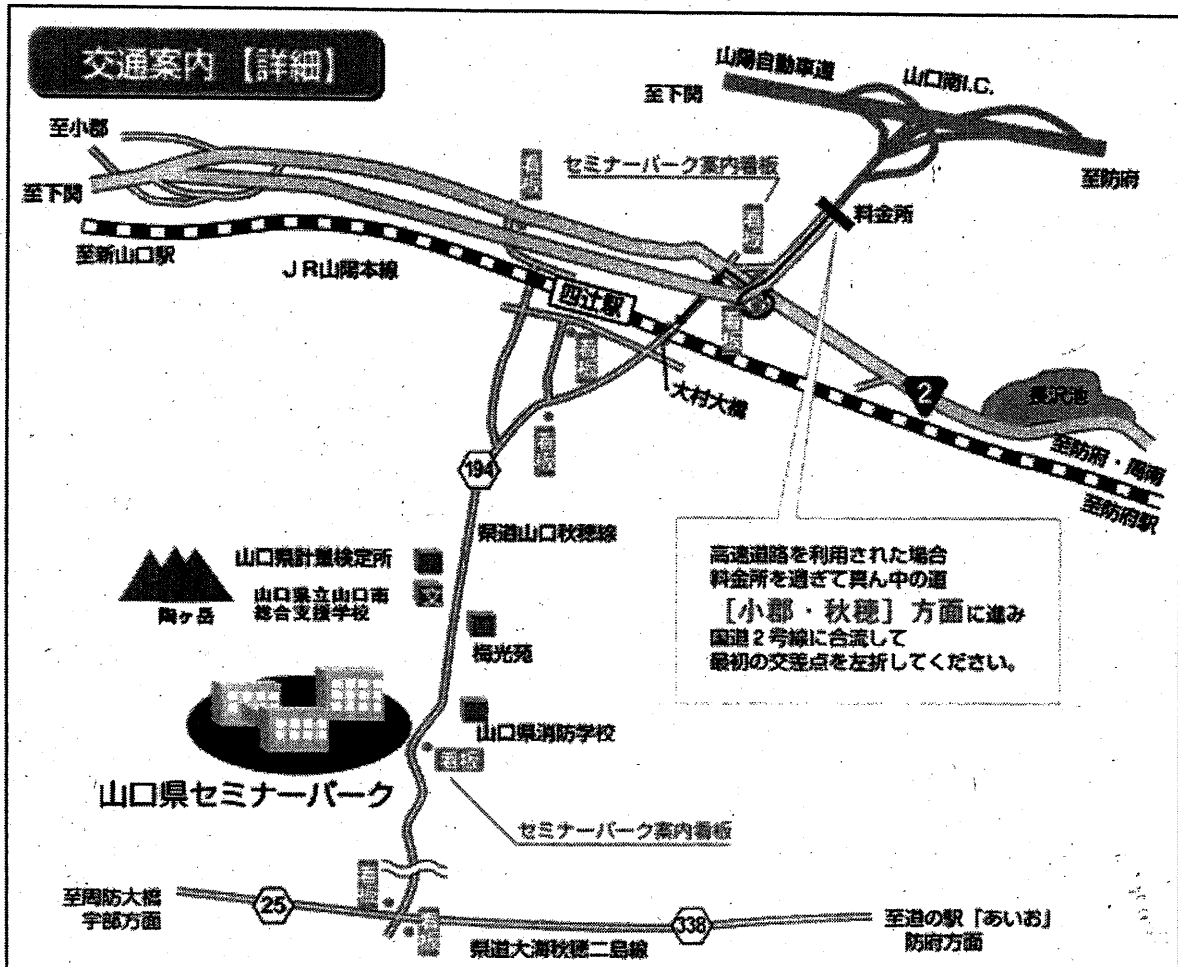 交通案内【詳細】
山陽自動車道
山口南I.C.
至下関
至小郡
セミナーパーク案内看板
至下関
至防府
料金所
至新山口駅
JR山陽本線
四辻駅
大村大橋
2
長沢池
至防府・周南
至防府駅
194
県道山口秋穂線
高速道路を利用された場合
料金所を過ぎて真ん中の道
[小郡・秋穂]方面に進み
国道2号線に合流して
最初の交差点を左折してください。
山口県計量検定所
陶ヶ岳
山口県立山口南
総合支援学校
梅光苑
山口県消防学校
看板
山口県セミナーパーク
セミナーパーク案内看板
看板
看板
至周防大橋
宇部方面
25
338
至道の駅「あいお」
防府方面
県道大海秋穂二島線